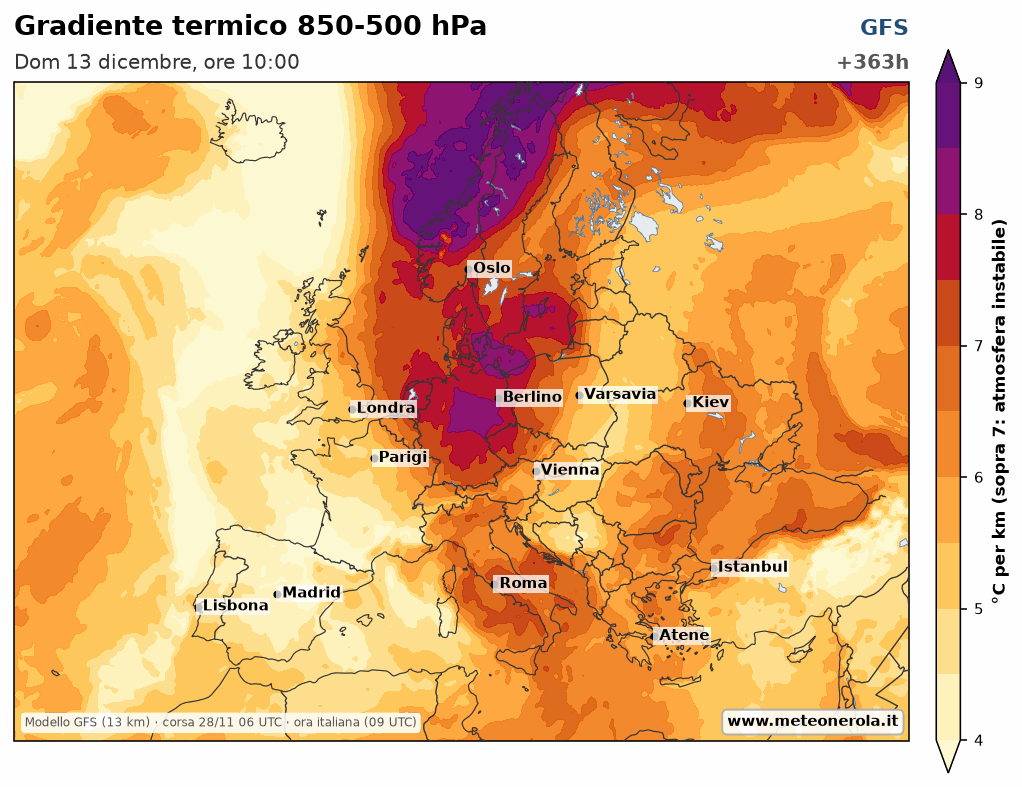 Gradiente termico 850-500 hPa
GFS
Dom 13 dicembre, ore 10:00
+363h
9
8
7
6
5
4
°C per km (sopra 7: atmosfera instabile)
Oslo
Londra
Berlino
Varsavia
Kiev
Parigi
Vienna
Istanbul
Roma
Madrid
Lisbona
Atene
Modello GFS (13 km) · corsa 28/11 06 UTC · ora italiana (09 UTC)
www.meteonerola.it